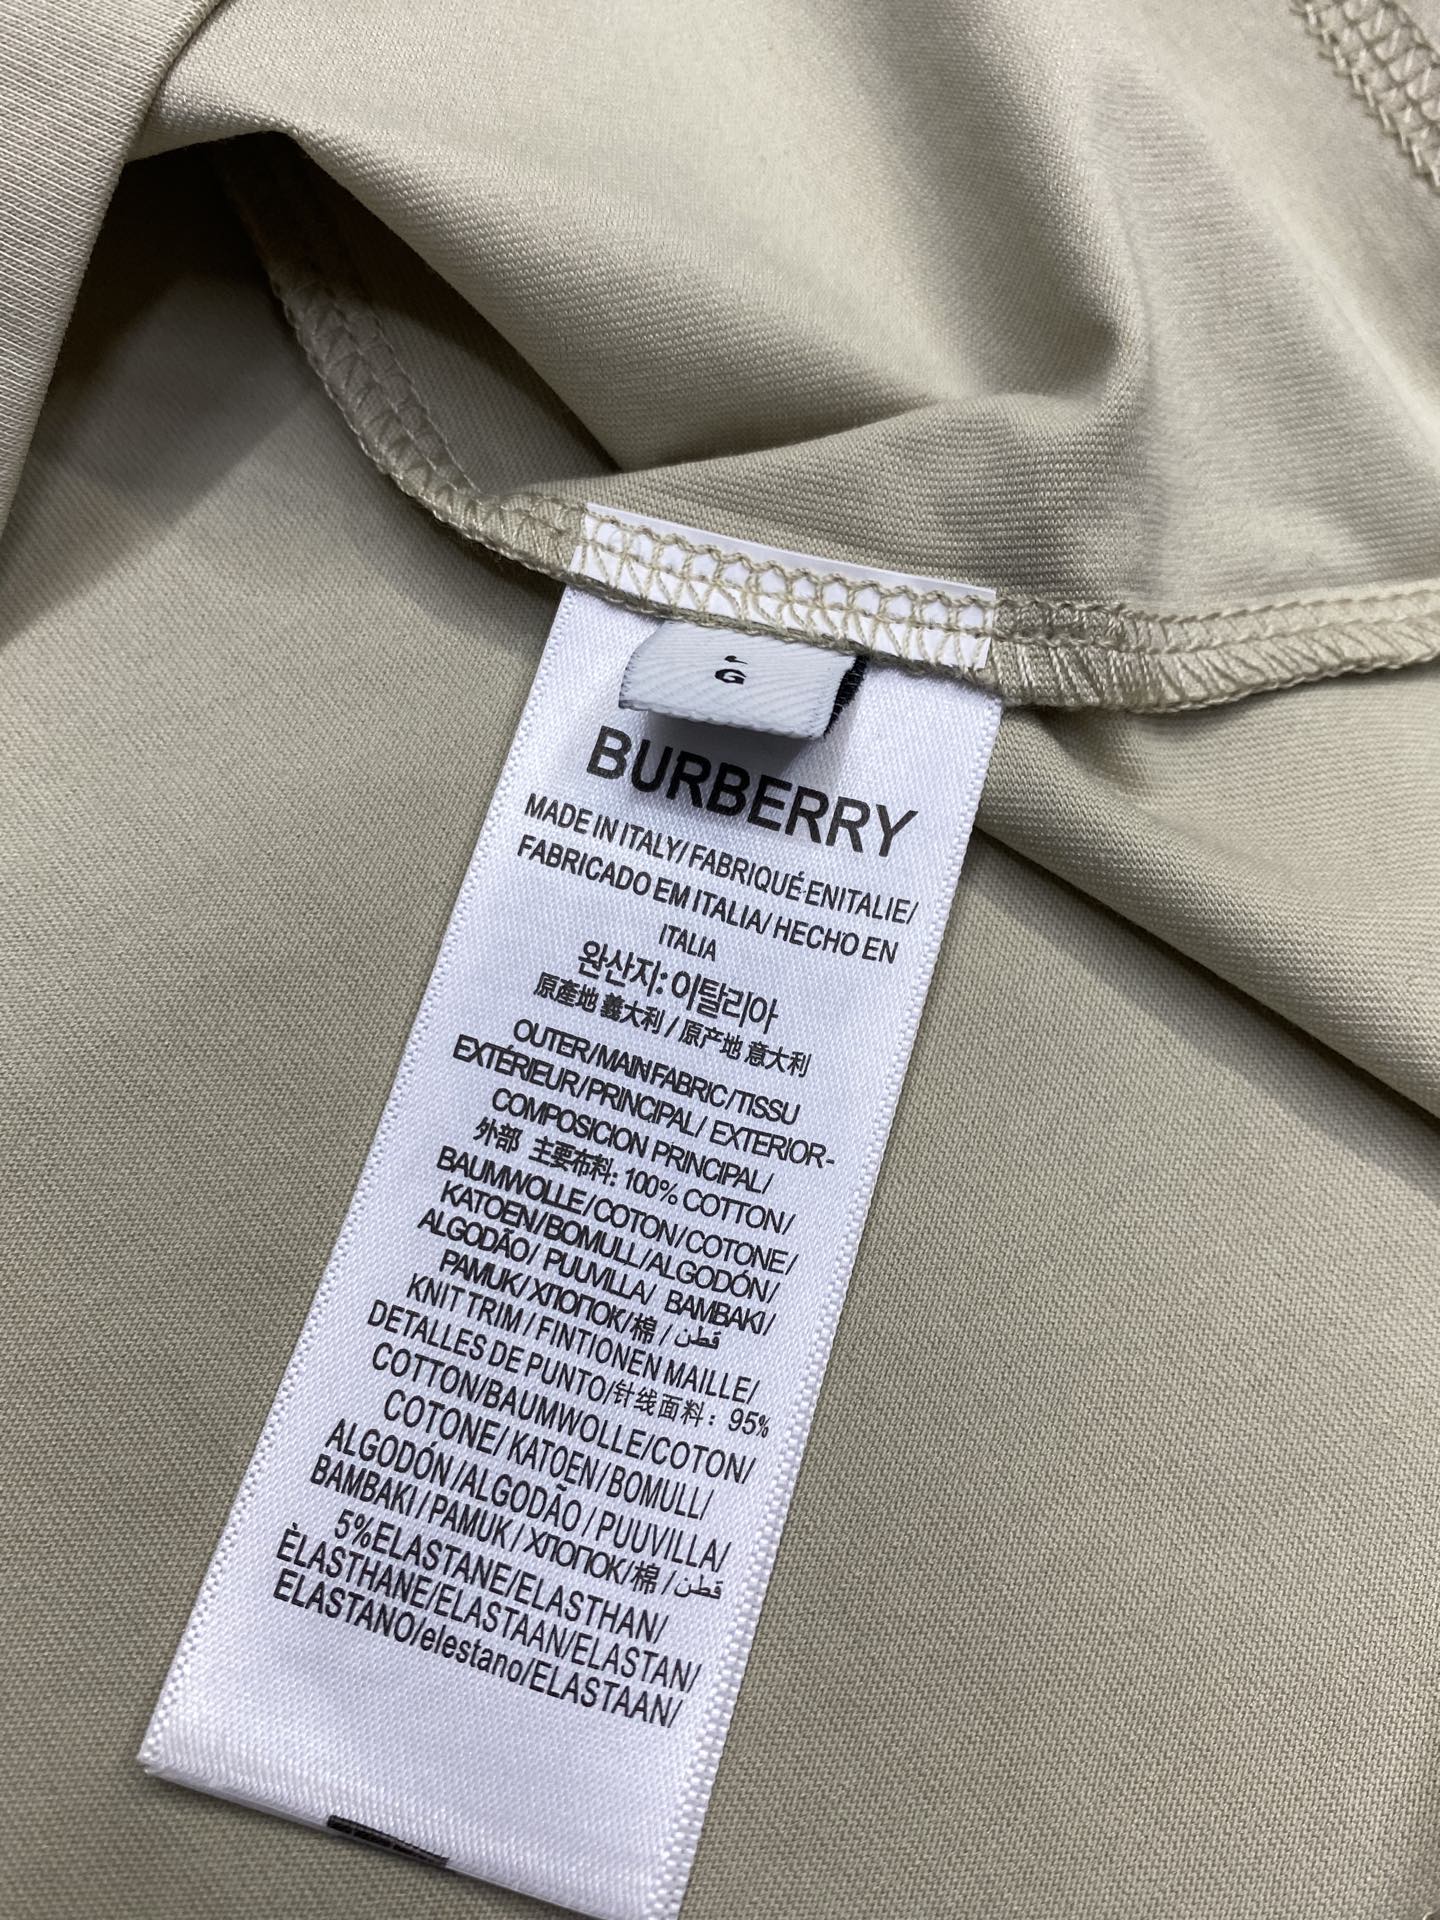 G
BURBERRY
MADE IN ITALY/ FABRIQUÉ ENITALIE/
FABRICADO EM ITALIA/ HECHO EN
ITALIA
완산지: 이탈리아
原產地 義大利 / 原产地 意大利
OUTER/MAIN FABRIC/TISSU
EXTÉRIEUR/PRINCIPAL/ EXTERIOR-
COMPOSICION PRINCIPAL/
外部 主要布料: 100% COTTON/
BAUMWOLLE/COTON/COTONE/
KATOEN/BOMULL/ALGODÓN/
ALGODÃO/ PUUVILLA/ BAMBAKI/
PAMUK/ХЛОПОК/棉 / قطن
KNIT TRIM / FINTIONEN MAILLE/
DETALLES DE PUNTO/针线面料: 95%
COTTON/BAUMWOLLE/COTON/
COTONE/ KATOEN/BOMULL/
ALGODÓN /ALGODÃO / PUUVILLA/
BAMBAKI / PAMUK / ХЛОПОК/棉 / قطن
5%ELASTANE/ELASTHAN/
ÈLASTHANE/ELASTAAN/ELASTAN/
ELASTANO/elestano/ELASTAAN/